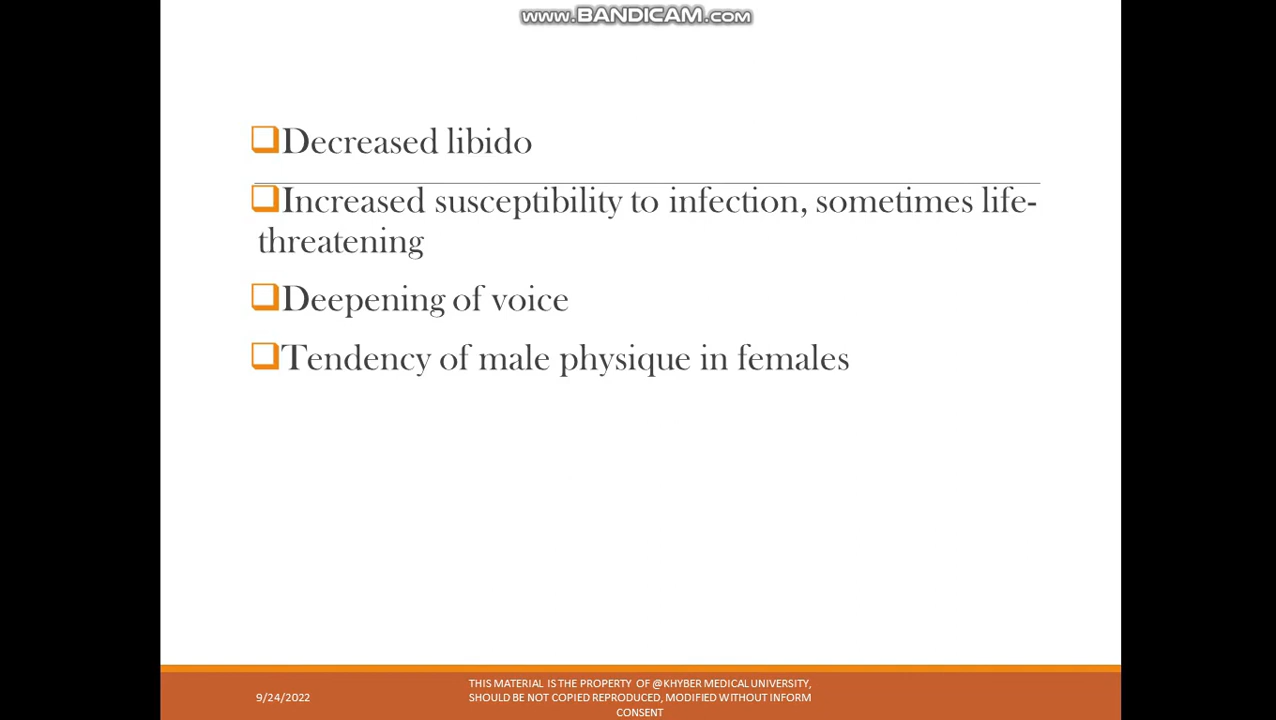 www.BANDICAM.com
Decreased libido
Increased susceptibility to infection, sometimes life-
threatening
Deepening of voice
Tendency of male physique in females
9/24/2022
THIS MATERIAL IS THE PROPERTY OF @KHYBER MEDICAL UNIVERSITY,
SHOULD BE NOT COPIED REPRODUCED, MODIFIED WITHOUT INFORM
CONSENT